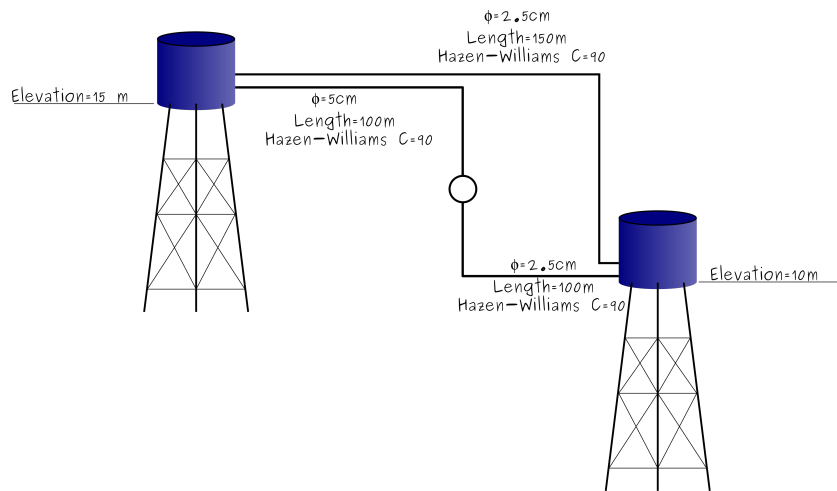 ϕ=2.5cm
Length=150m
Hazen-Williams C=90
Elevation=15 m
ϕ=5cm
Length=100m
Hazen-Williams C=90
ϕ=2.5cm
Length=100m
Hazen-Williams C=90
Elevation=10m